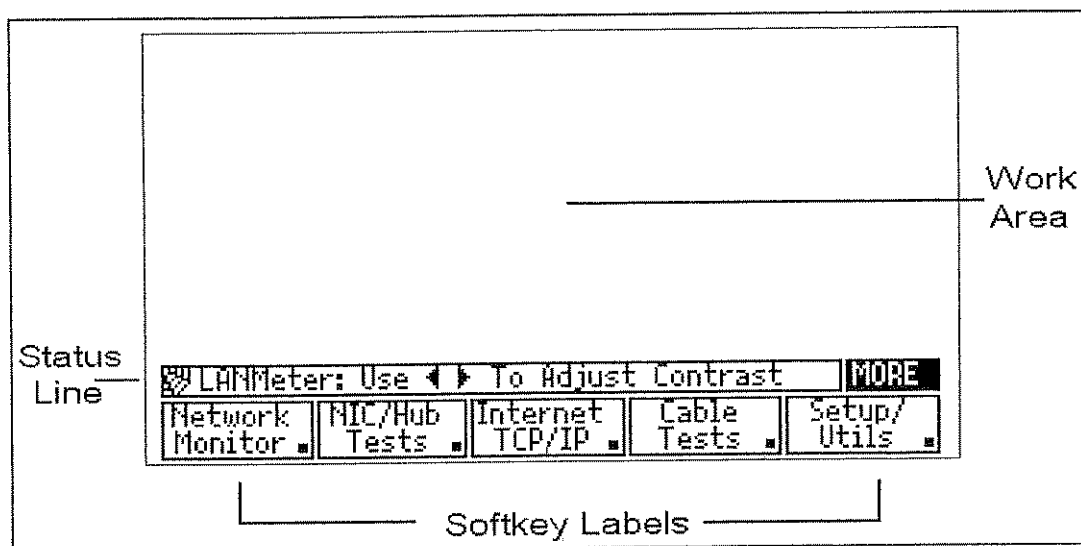 Work
Area
Status
Line
LANMeter: Use ◀ ▶ To Adjust Contrast MORE
Network Monitor
NIC/Hub Tests
Internet TCP/IP
Cable Tests
Setup/ Utils
Softkey Labels